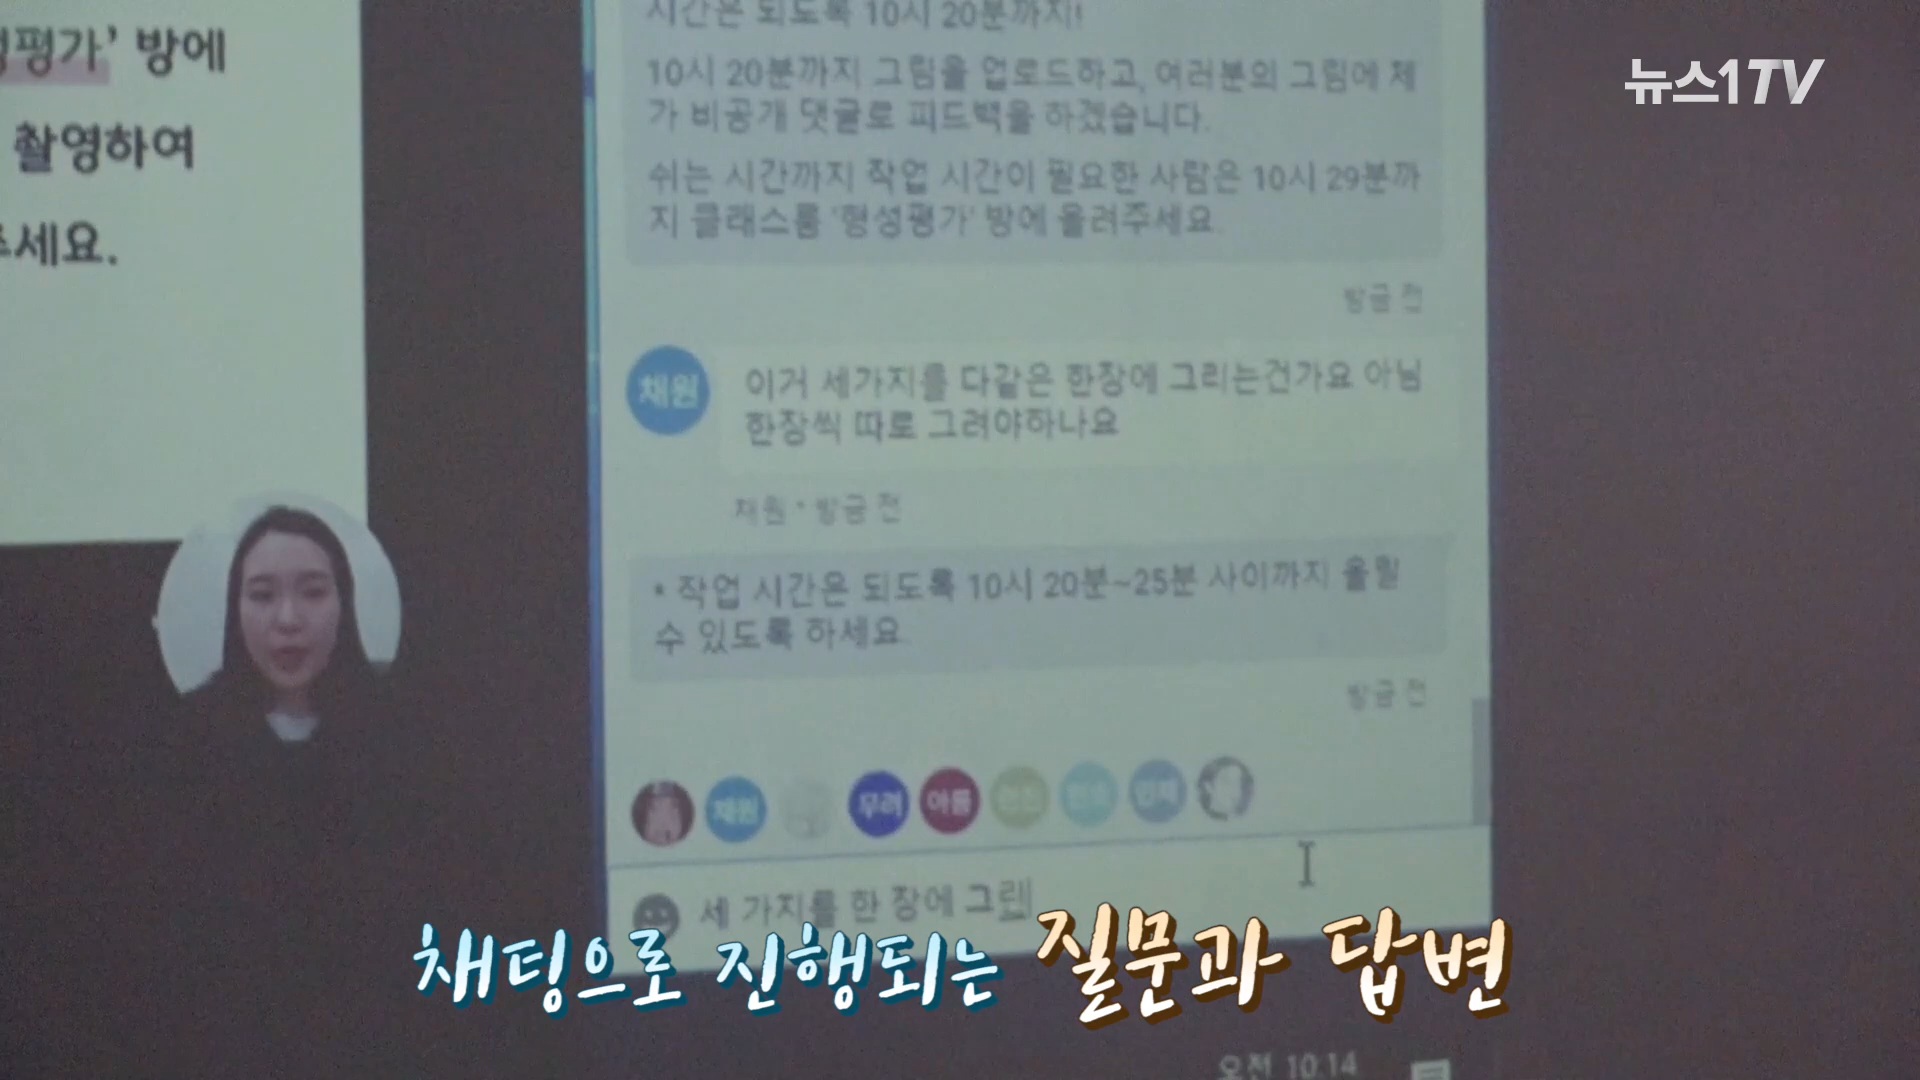 평가' 방에
촬영하여
세요.
시간은 되도록 10시 20분까지!
10시 20분까지 그림을 업로드하고, 여러분의 그림에 제
가 비공개 댓글로 피드백을 하겠습니다.
쉬는 시간까지 작업 시간이 필요한 사람은 10시 29분까
지 클래스룸 '형성평가' 방에 올려주세요.
방금 전
채원
이거 세가지를 다같은 한장에 그리는건가요 아님
한장씩 따로 그려야하나요
채원 • 방금 전
* 작업 시간은 되도록 10시 20분~25분 사이까지 올릴
수 있도록 하세요.
방금 전
채원 무려 아름
세 가지를 한 장에 그린
채팅으로 진행되는 질문과 답변
오전 10:14
뉴스1TV